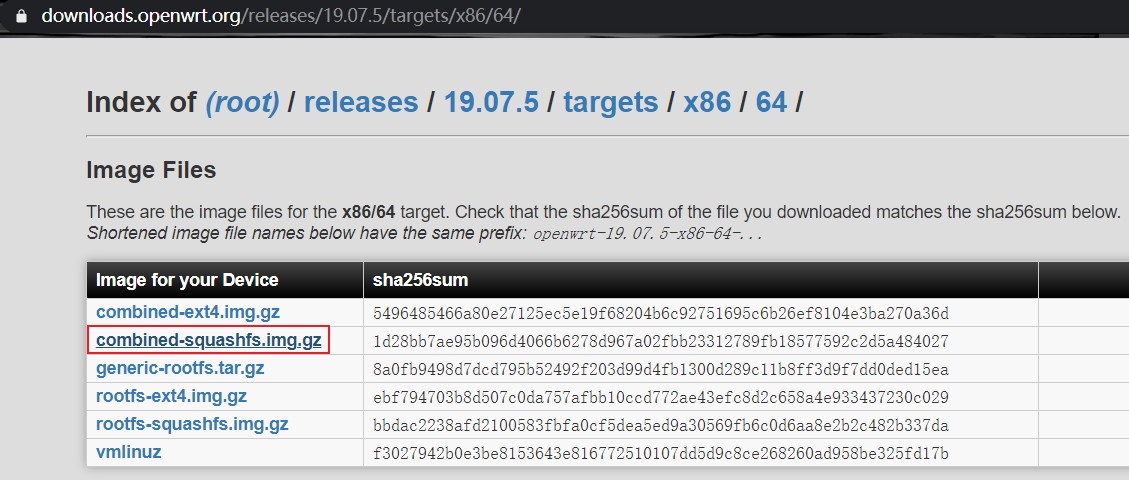 downloads.openwrt.org/releases/19.07.5/targets/x86/64/
Index of (root) / releases / 19.07.5 / targets / x86 / 64 /
Image Files
These are the image files for the x86/64 target. Check that the sha256sum of the file you downloaded matches the sha256sum below.
Shortened image file names below have the same prefix: openwrt-19.07.5-x86-64-...
Image for your Device sha256sum
combined-ext4.img.gz 5496485466a80e27125ec5e19f68204b6c92751695c6b26ef8104e3ba270a36d
combined-squashfs.img.gz 1d28bb7ae95b096d4066b6278d967a02fbb23312789fb18577592c2d5a484027
generic-rootfs.tar.gz 8a0fb9498d7dcd795b52492f203d99d4fb1300d289c11b8ff3d9f7dd0ded15ea
rootfs-ext4.img.gz ebf794703b8d507c0da757afbb10ccd772ae43efc8d2c658a4e933437230c029
rootfs-squashfs.img.gz bbdac2238afd2100583fbfa0cf5dea5ed9a30569fb6c0d6aa8e2b2c482b337da
vmlinuz f3027942b0e3be8153643e816772510107dd5d9c8ce268260ad958be325fd17b